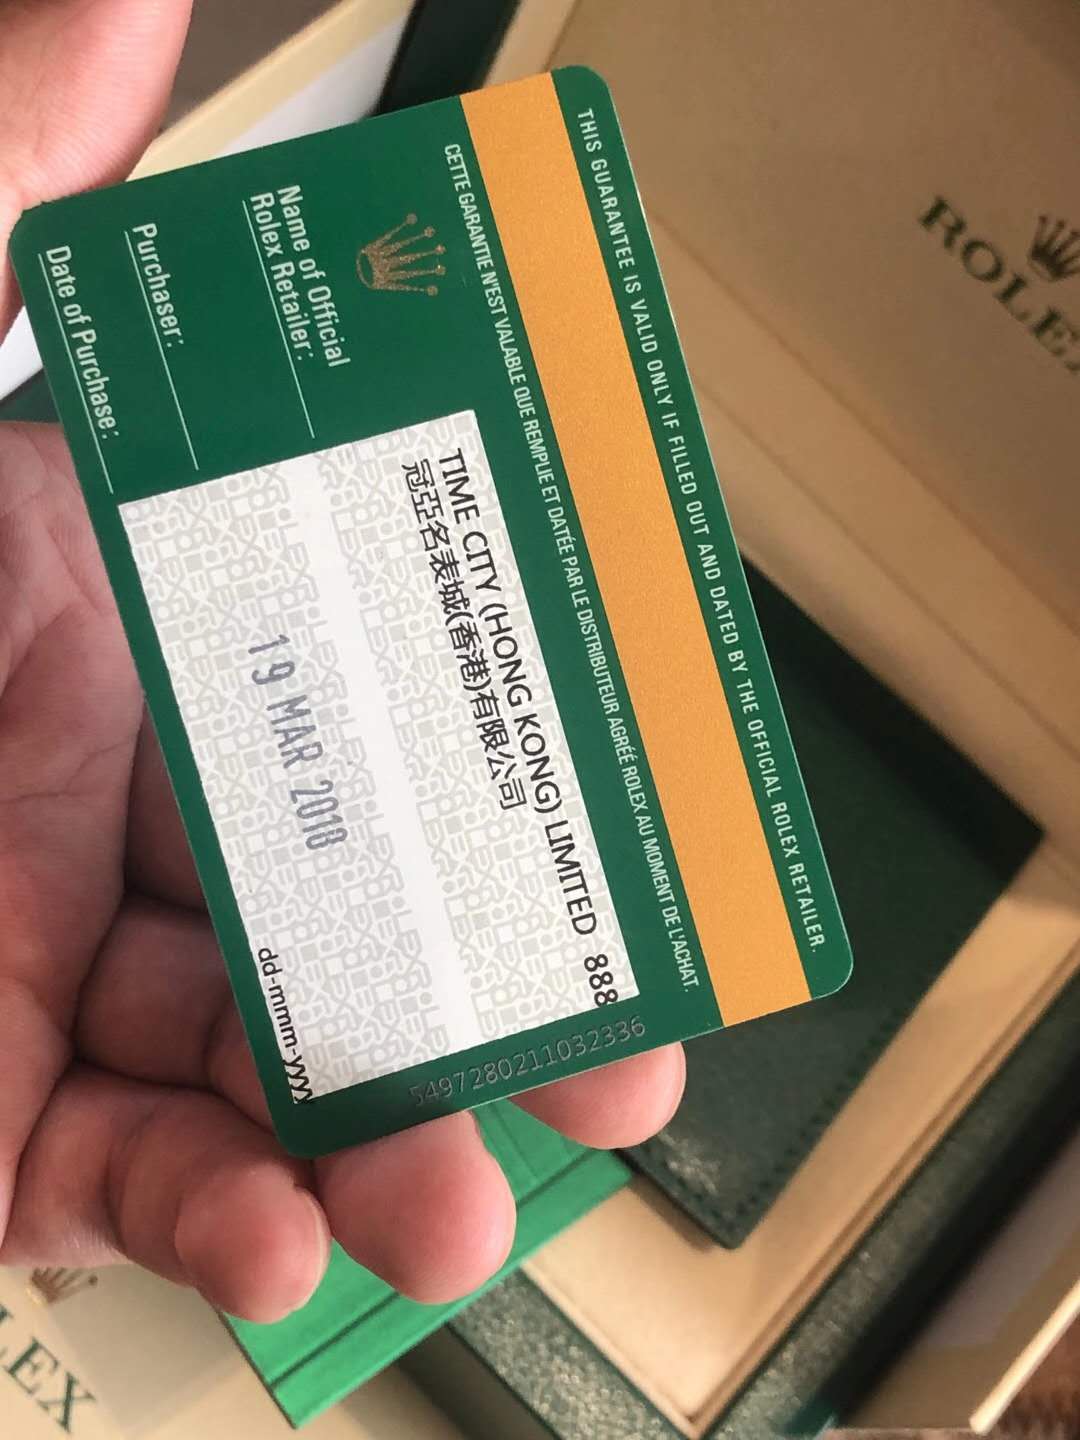 THIS GUARANTEE IS VALID ONLY IF FILLED OUT AND DATED BY THE OFFICIAL ROLEX RETAILER.
CETTE GARANTIE N'EST VALABLE QUE REMPLIE ET DATÉE PAR LE DISTRIBUTEUR AGRÉÉ ROLEX AU MOMENT DE L'ACHAT.
Name of Official
Rolex Retailer:
TIME CITY (HONG KONG) LIMITED 888
冠亞名表城(香港)有限公司
Purchaser:
Date of Purchase:
19 MAR 2018
dd-mmm-yyyy
5497280211032336
ROLEX